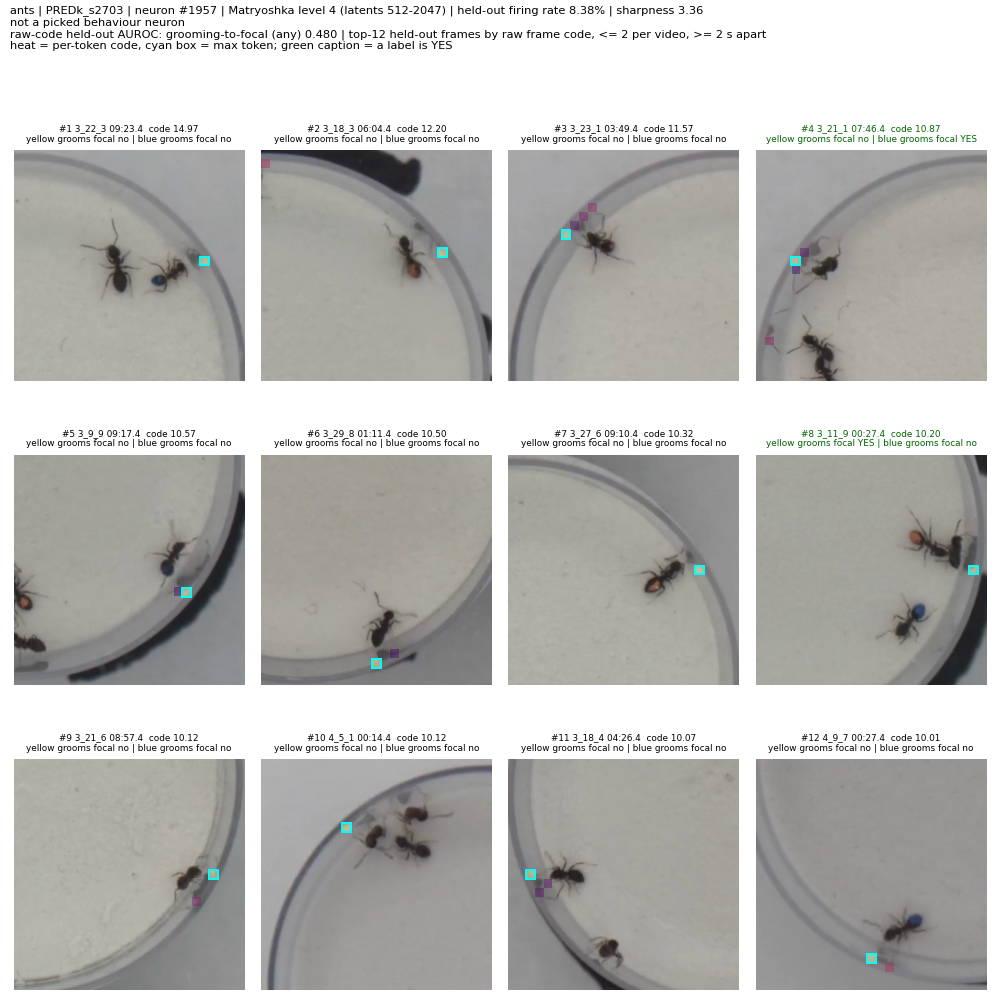 ants | PREDk_s2703 | neuron #1957 | Matryoshka level 4 (latents 512-2047) | held-out firing rate 8.38% | sharpness 3.36
not a picked behaviour neuron
raw-code held-out AUROC: grooming-to-focal (any) 0.480 | top-12 held-out frames by raw frame code, <= 2 per video, >= 2 s apart
heat = per-token code, cyan box = max token; green caption = a label is YES
#1 3_22_3 09:23.4 code 14.97
yellow grooms focal no | blue grooms focal no
#2 3_18_3 06:04.4 code 12.20
yellow grooms focal no | blue grooms focal no
#3 3_23_1 03:49.4 code 11.57
yellow grooms focal no | blue grooms focal no
#4 3_21_1 07:46.4 code 10.87
yellow grooms focal no | blue grooms focal YES
#5 3_9_9 09:17.4 code 10.57
yellow grooms focal no | blue grooms focal no
#6 3_29_8 01:11.4 code 10.50
yellow grooms focal no | blue grooms focal no
#7 3_27_6 09:10.4 code 10.32
yellow grooms focal no | blue grooms focal no
#8 3_11_9 00:27.4 code 10.20
yellow grooms focal YES | blue grooms focal no
#9 3_21_6 08:57.4 code 10.12
yellow grooms focal no | blue grooms focal no
#10 4_5_1 00:14.4 code 10.12
yellow grooms focal no | blue grooms focal no
#11 3_18_4 04:26.4 code 10.07
yellow grooms focal no | blue grooms focal no
#12 4_9_7 00:27.4 code 10.01
yellow grooms focal no | blue grooms focal no